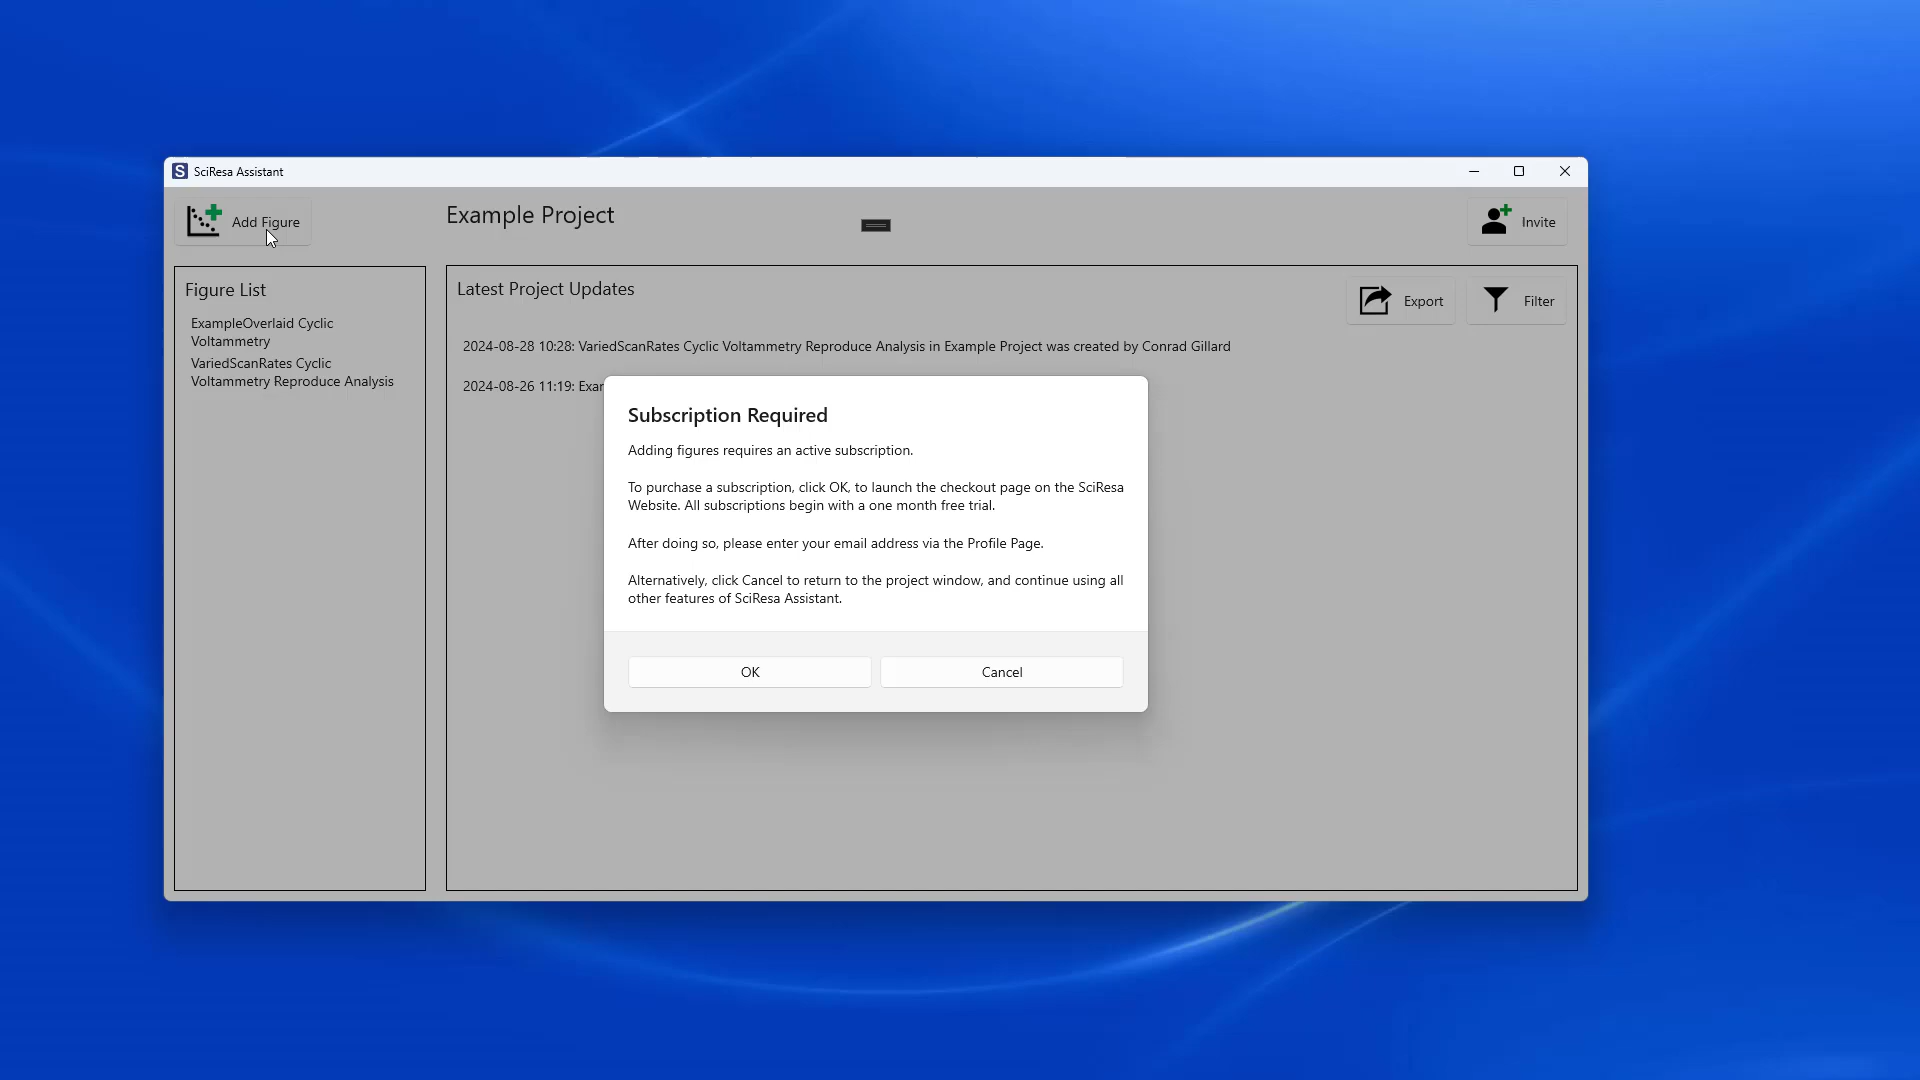 S SciResa Assistant
Add Figure
Example Project
Invite
Figure List
ExampleOverlaid Cyclic
Voltammetry
VariedScanRates Cyclic
Voltammetry Reproduce Analysis
Latest Project Updates
Export
Filter
2024-08-28 10:28: VariedScanRates Cyclic Voltammetry Reproduce Analysis in Example Project was created by Conrad Gillard
2024-08-26 11:19:
Subscription Required
Adding figures requires an active subscription.
To purchase a subscription, click OK, to launch the checkout page on the SciResa
Website. All subscriptions begin with a one month free trial.
After doing so, please enter your email address via the Profile Page.
Alternatively, click Cancel to return to the project window, and continue using all
other features of SciResa Assistant.
OK
Cancel